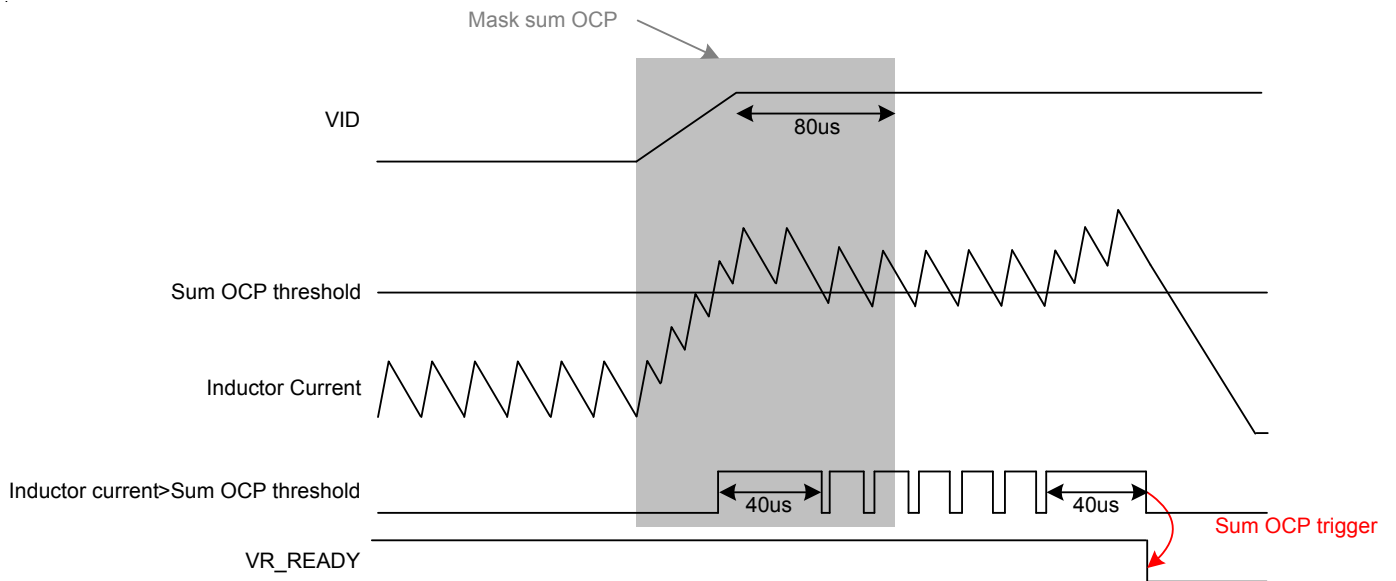 Mask sum OCP
VID
80us
Sum OCP threshold
Inductor Current
Inductor current>Sum OCP threshold
40us
40us
Sum OCP trigger
VR_READY